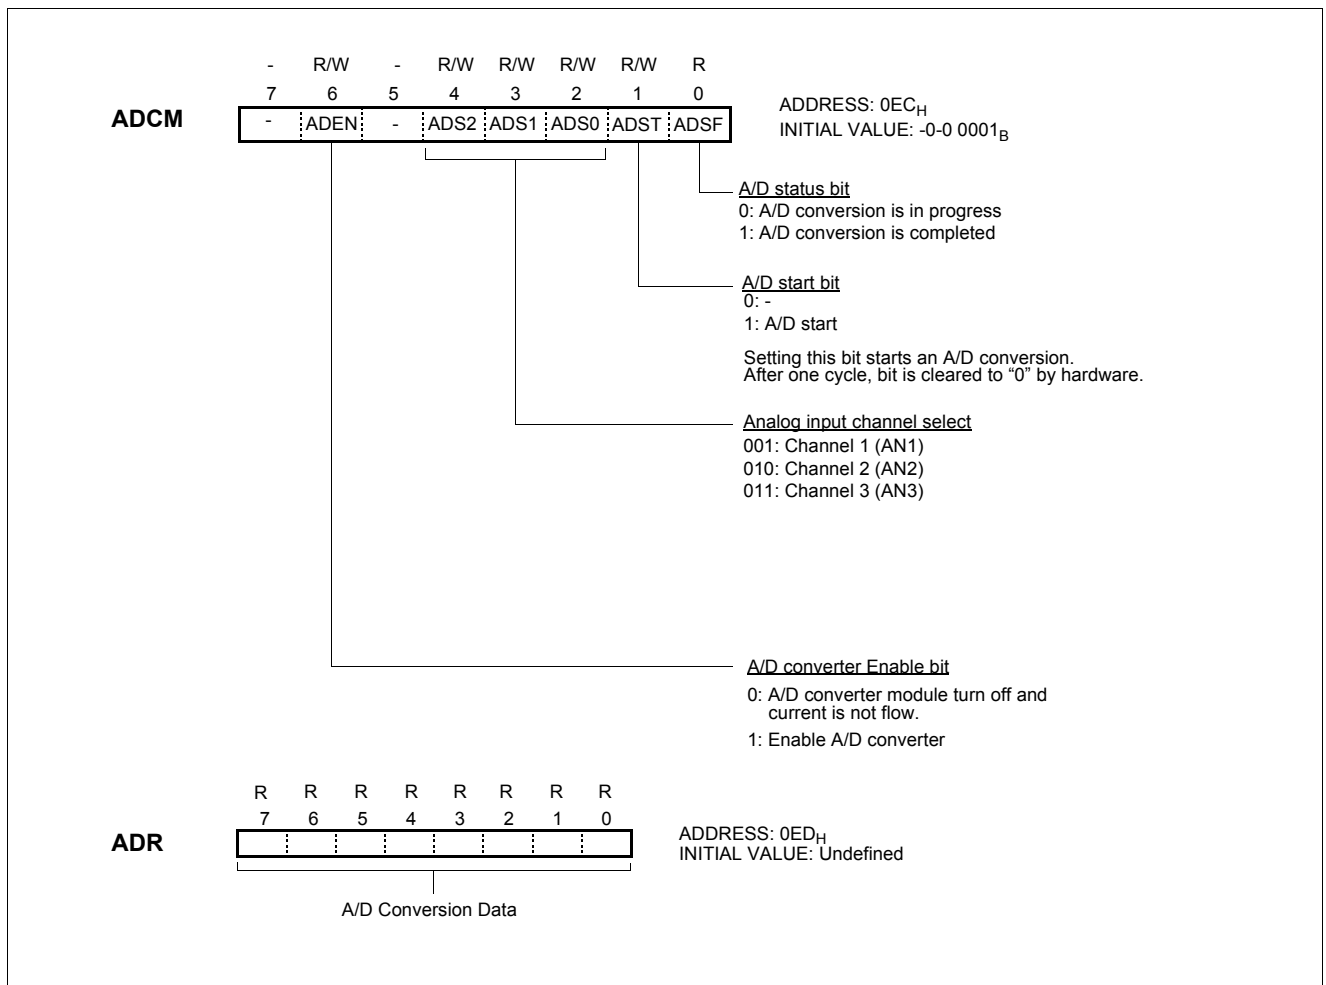 - R/W - R/W R/W R/W R/W R
7 6 5 4 3 2 1 0
ADCM - ADEN - ADS2 ADS1 ADS0 ADST ADSF
ADDRESS: 0ECH
INITIAL VALUE: -0-0 0001B
A/D status bit
0: A/D conversion is in progress
1: A/D conversion is completed
A/D start bit
0: -
1: A/D start
Setting this bit starts an A/D conversion.
After one cycle, bit is cleared to “0” by hardware.
Analog input channel select
001: Channel 1 (AN1)
010: Channel 2 (AN2)
011: Channel 3 (AN3)
A/D converter Enable bit
0: A/D converter module turn off and
current is not flow.
1: Enable A/D converter
R R R R R R R R
7 6 5 4 3 2 1 0
ADR
ADDRESS: 0EDH
INITIAL VALUE: Undefined
A/D Conversion Data